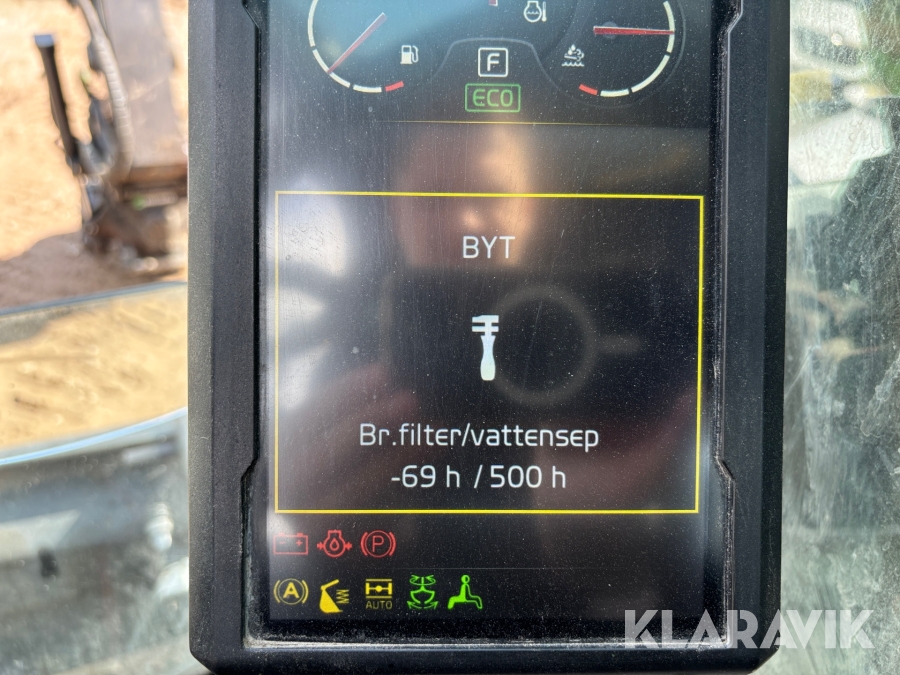 F
ECO
BYT
Br.filter/vattensep
-69 h / 500 h
P
A
AUTO
KLARAVIK